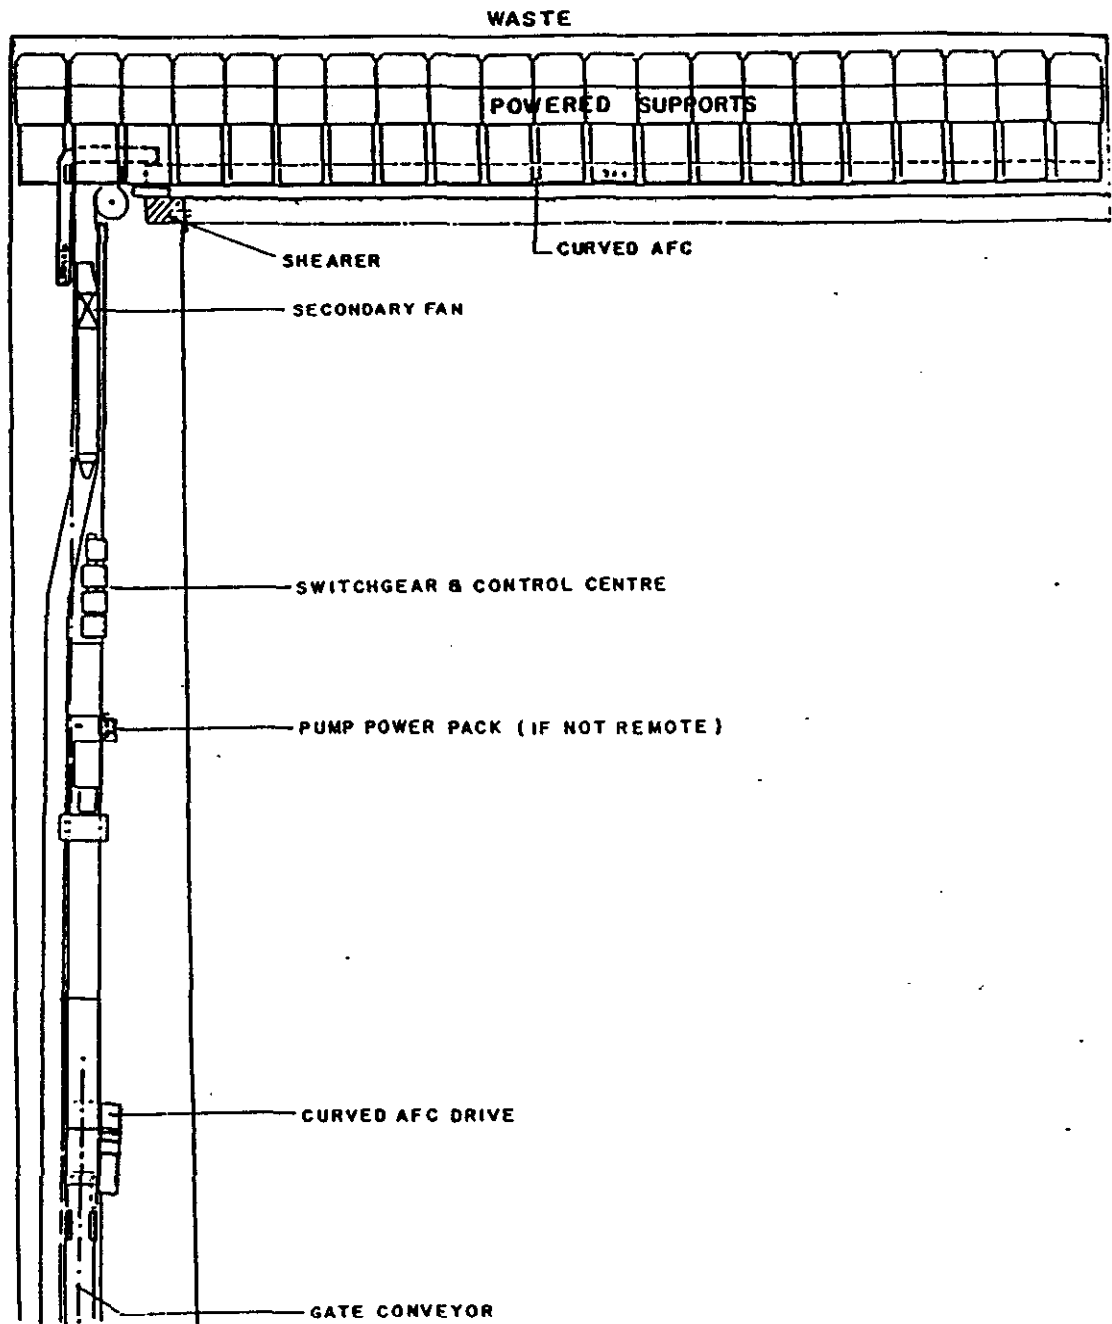 WASTE
POWERED SUPPORTS
SHEARER
CURVED AFC
SECONDARY FAN
SWITCHGEAR & CONTROL CENTRE
PUMP POWER PACK (IF NOT REMOTE)
CURVED AFC DRIVE
GATE CONVEYOR